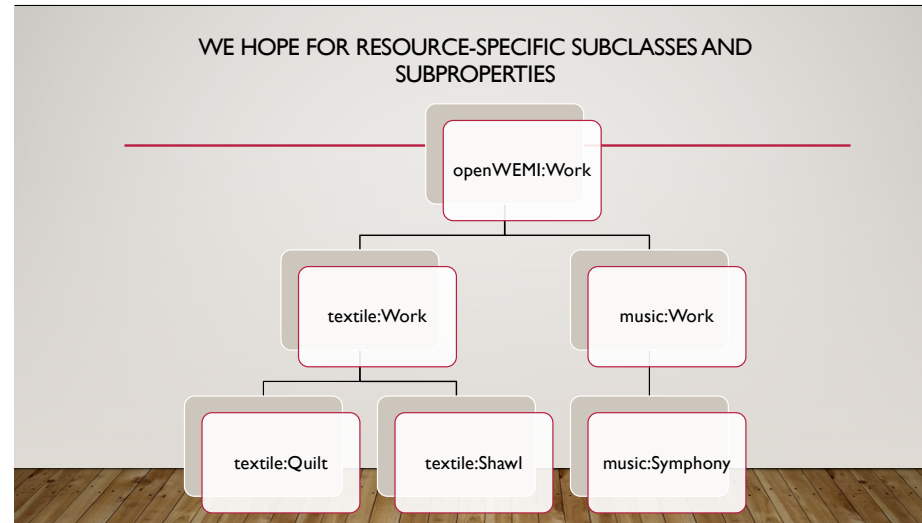 WE HOPE FOR RESOURCE-SPECIFIC SUBCLASSES AND
SUBPROPERTIES
openWEMI:Work
textile:Work
music:Work
textile:Quilt
textile:Shawl
music:Symphony